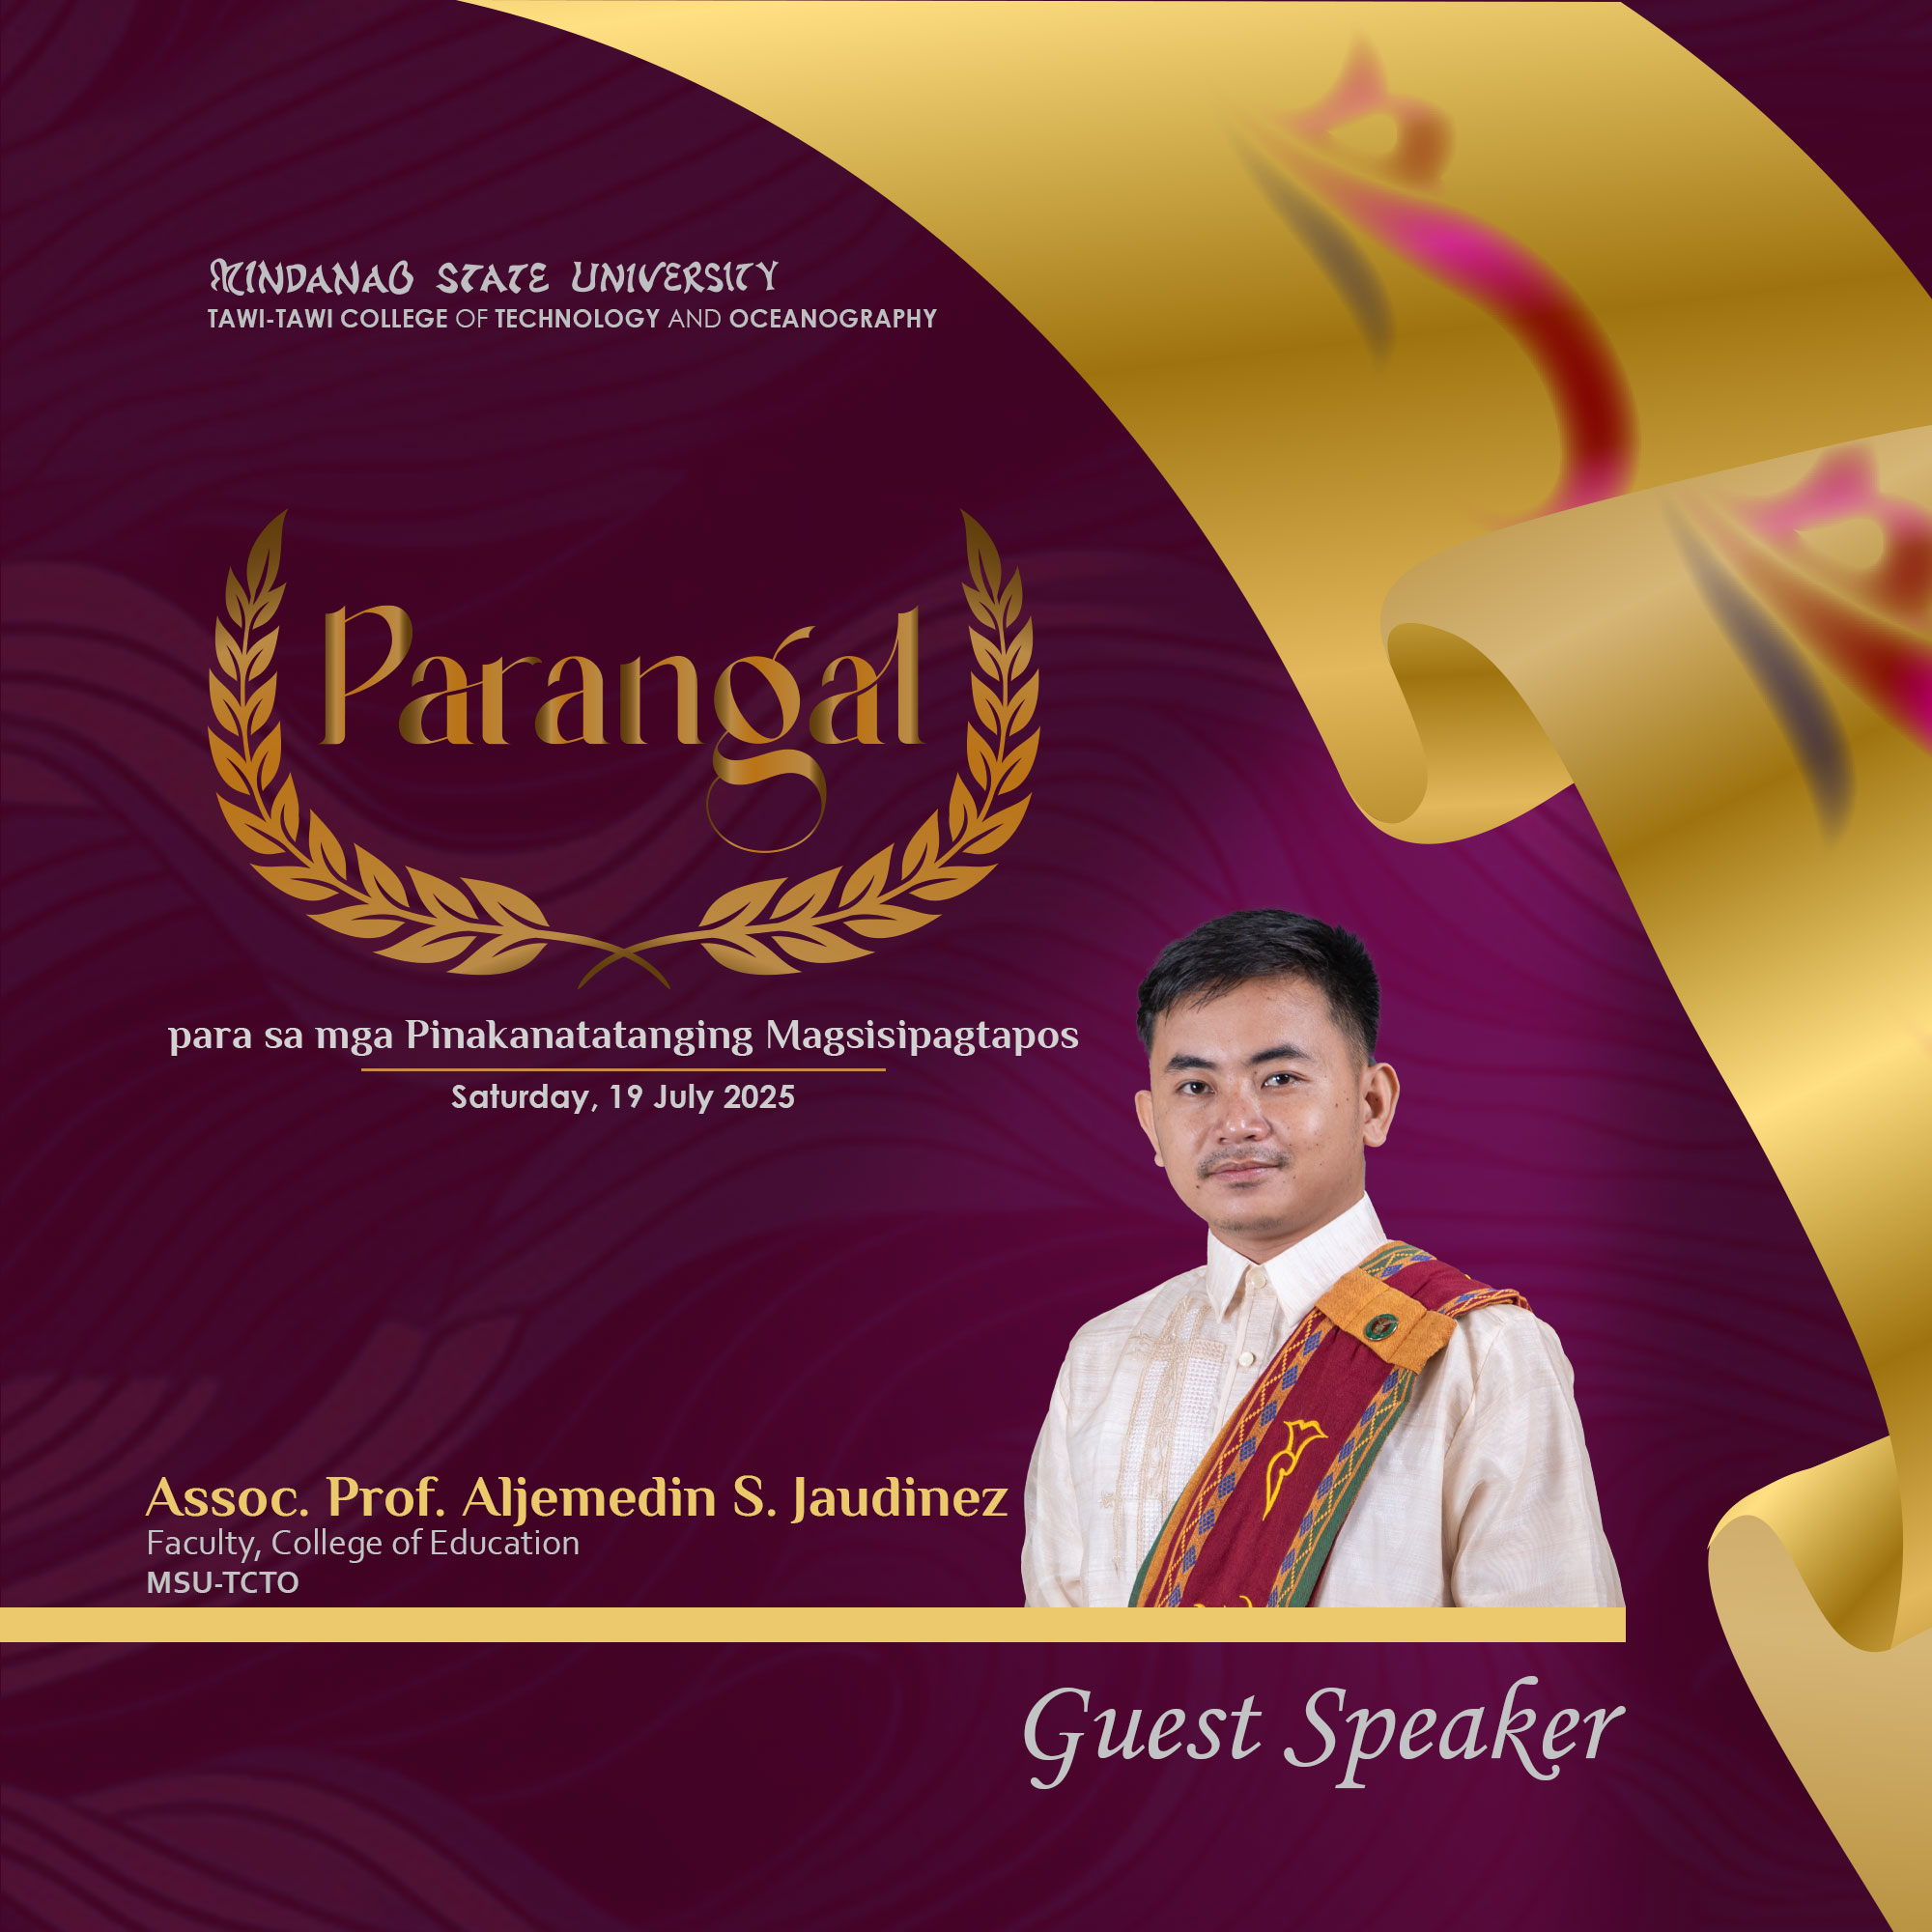 MINDANAO STATE UNIVERSITY
TAWI-TAWI COLLEGE OF TECHNOLOGY AND OCEANOGRAPHY
Parangal
para sa mga Pinakanatatanging Magsisipagtapos
Saturday, 19 July 2025
Assoc. Prof. Aljemedin S. Jaudinez
Faculty, College of Education
MSU-TCTO
Guest Speaker